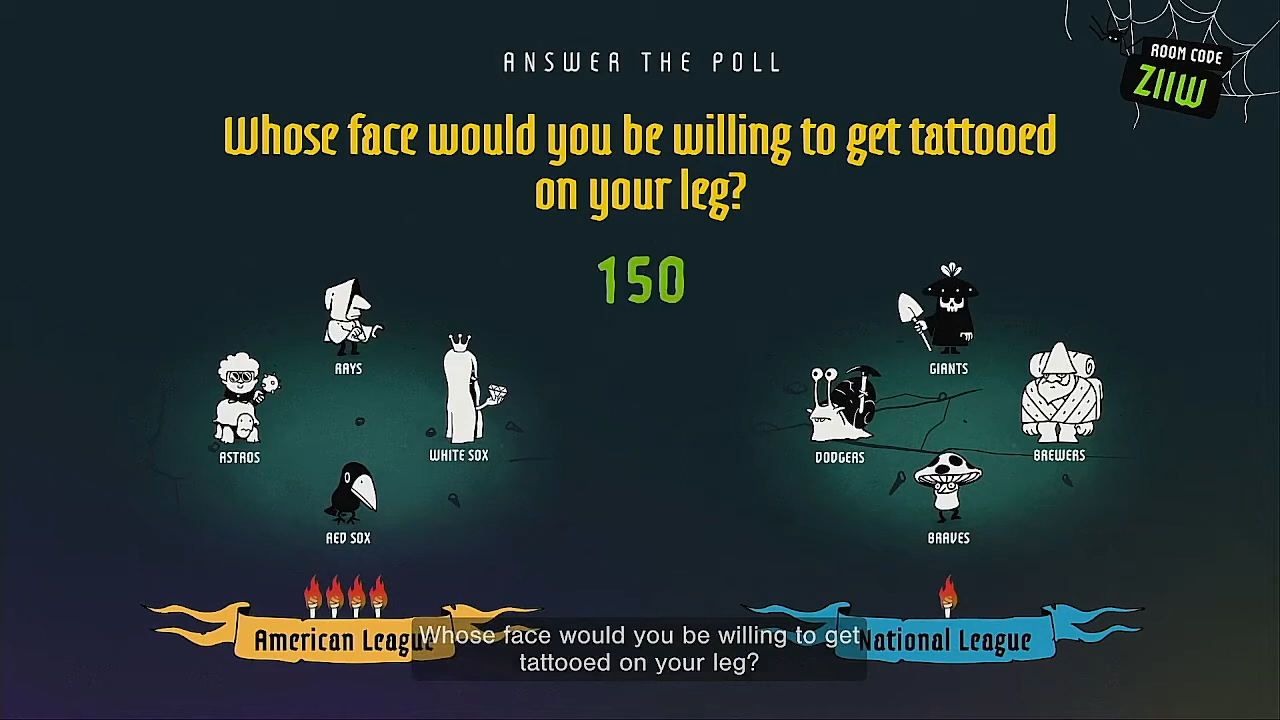 ANSWER THE POLL
ROOM CODE
ZIIW
Whose face would you be willing to get tattooed
on your leg?
150
RAYS
GIANTS
ASTROS
WHITE SOX
DODGERS
BREWERS
RED SOX
BRAVES
American League
National League
Whose face would you be willing to get
tattooed on your leg?